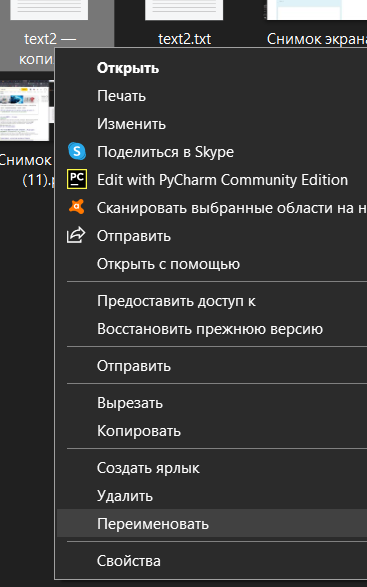 text2 —
копи
text2.txt
Снимок экрана
Снимок
(11).p
Открыть
Печать
Изменить
Поделиться в Skype
PC Edit with PyCharm Community Edition
Сканировать выбранные области на н
Отправить
Открыть с помощью
Предоставить доступ к
Восстановить прежнюю версию
Отправить
Вырезать
Копировать
Создать ярлык
Удалить
Переименовать
Свойства